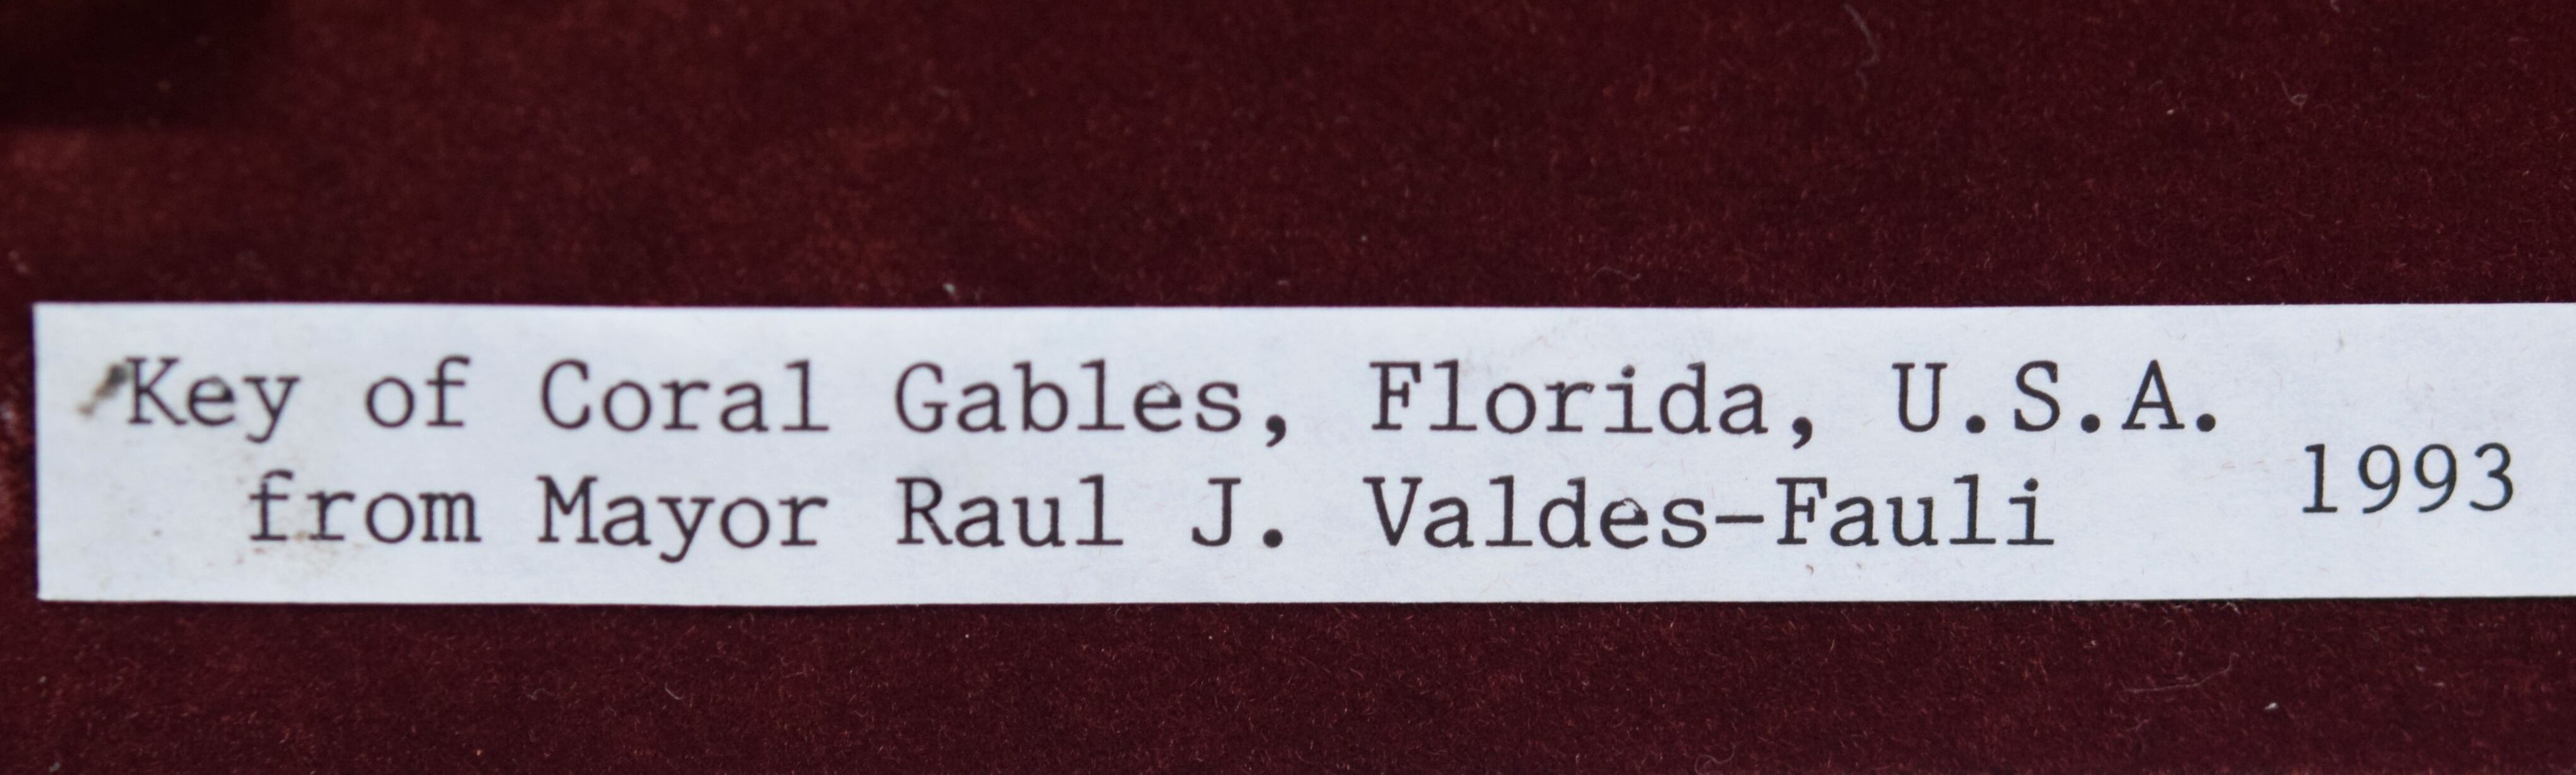 Key of Coral Gables, Florida, U.S.A.
from Mayor Raul J. Valdes-Fauli 1993